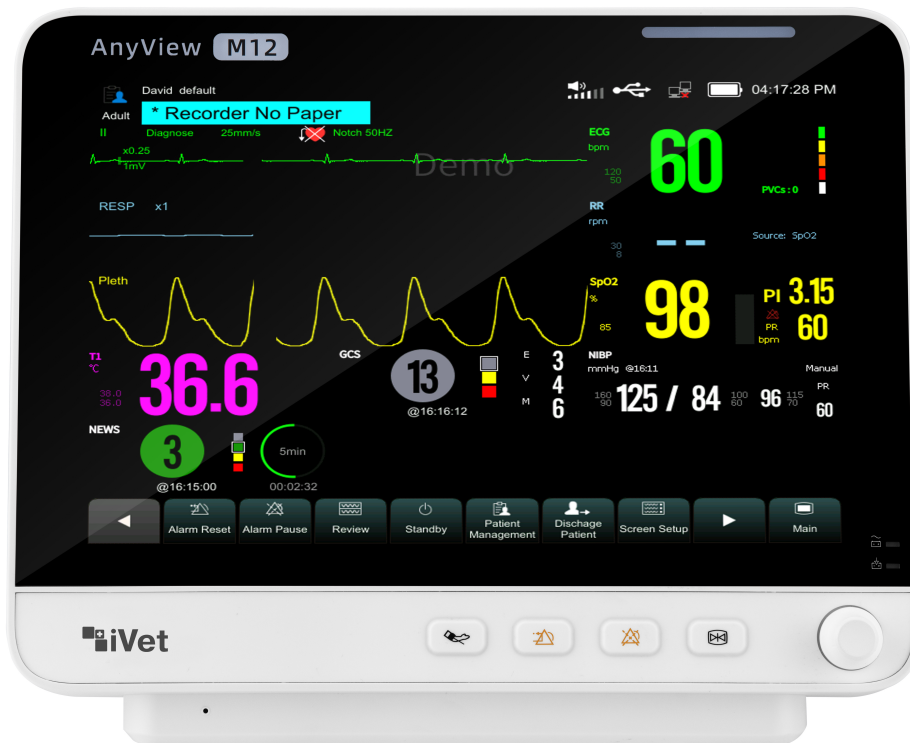 AnyView M12
David default
04:17:28 PM
Adult
* Recorder No Paper
II Diagnose 25mm/s Notch 50HZ
x0.25
1mV
Demo
ECG
bpm
120
50
60
PVCs : 0
RESP x1
RR
rpm
30
8
-- --
Source: SpO2
Pleth
SpO2
%
85
98
PI 3.15
PR
bpm
60
T1
°C
38.0
36.0
36.6
GCS
13
@16:16:12
E 3
V 4
M 6
NIBP
mmHg @16:11 Manual
160
90
125 / 84
100
60
96
115
70
PR
60
NEWS
3
@16:15:00
5min
00:02:32
Alarm Reset
Alarm Pause
Review
Standby
Patient
Management
Dischage
Patient
Screen Setup
Main
iVet